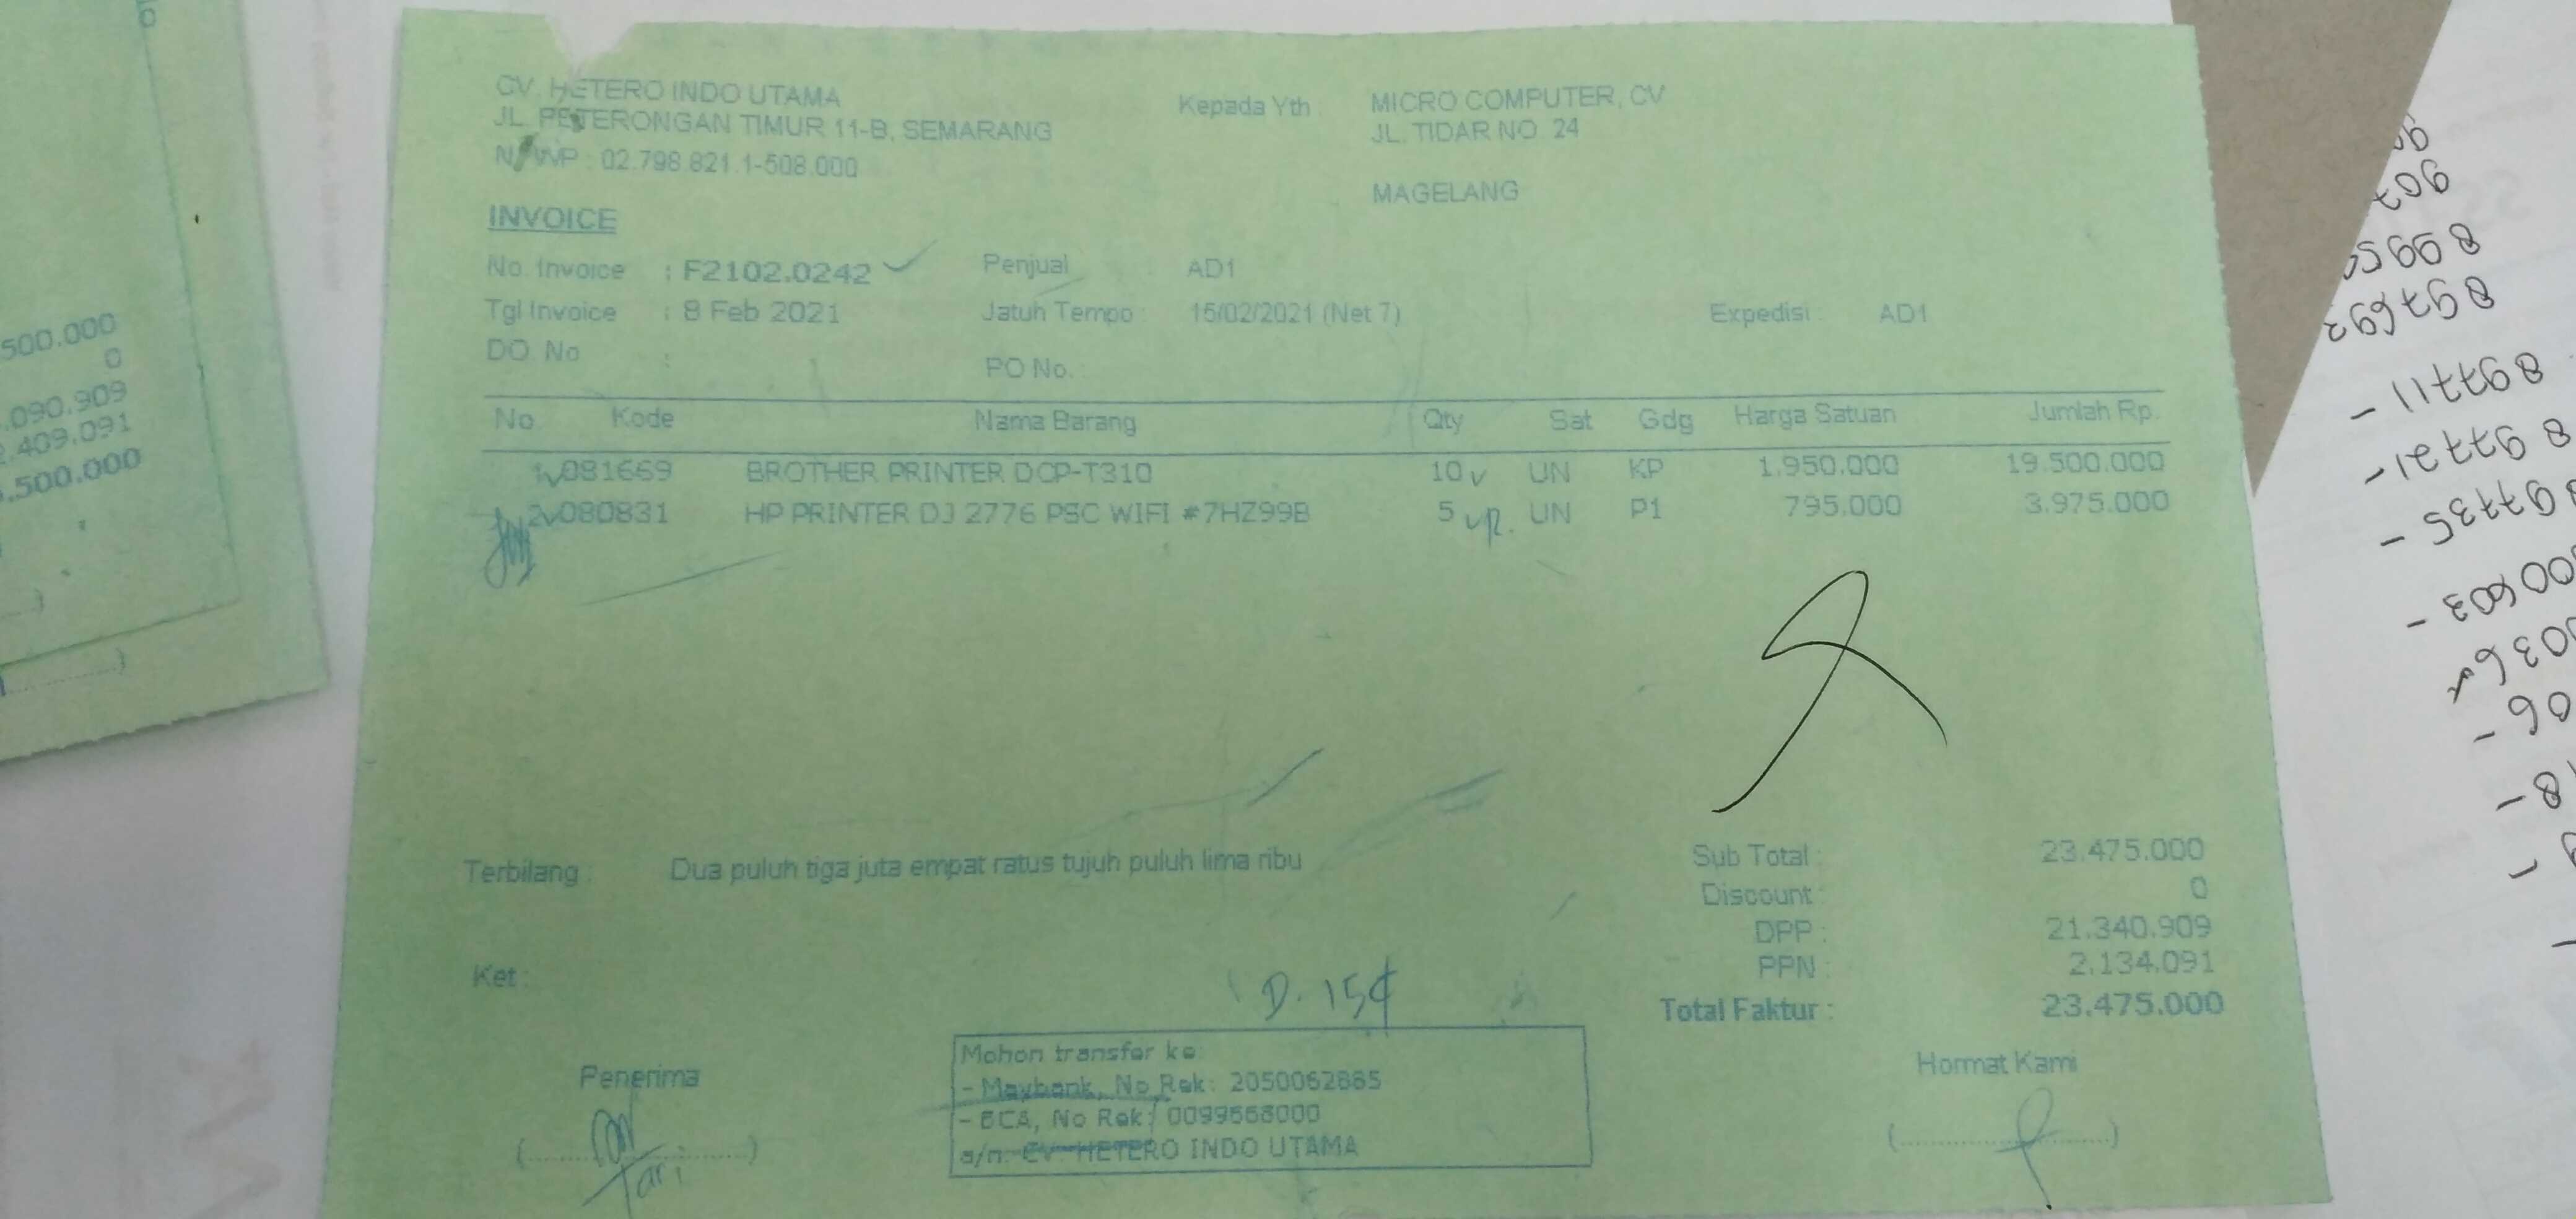 CV. HETERO INDO UTAMA
JL. PETERONGAN TIMUR 11-B, SEMARANG
NPWP : 02.798.821.1-508.000
Kepada Yth : MICRO COMPUTER, CV
JL. TIDAR NO. 24
MAGELANG
INVOICE
No. Invoice : F2102.0242 Penjual AD1
Tgl Invoice : 8 Feb 2021 Jatuh Tempo : 15/02/2021 (Net 7) Expedisi : AD1
DO. No : PO No. :
No. Kode Nama Barang Qty Sat Gdg Harga Satuan Jumlah Rp.
1 081669 BROTHER PRINTER DCP-T310 10 UN KP 1.950.000 19.500.000
2 080831 HP PRINTER DJ 2776 PSC WIFI #7HZ99B 5 UN P1 795.000 3.975.000
Terbilang : Dua puluh tiga juta empat ratus tujuh puluh lima ribu
Sub Total : 23.475.000
Discount : 0
DPP : 21.340.909
PPN : 2.134.091
Total Faktur : 23.475.000
Ket :
Penerima
Tari
Mohon transfer ke:
- Maybank, No Rek: 2050062865
- BCA, No Rek: 0099568000
a/n. CV. HETERO INDO UTAMA
Hormat Kami
500.000
0
.090.909
.409.091
.500.000
897693
897711 -
897721 -